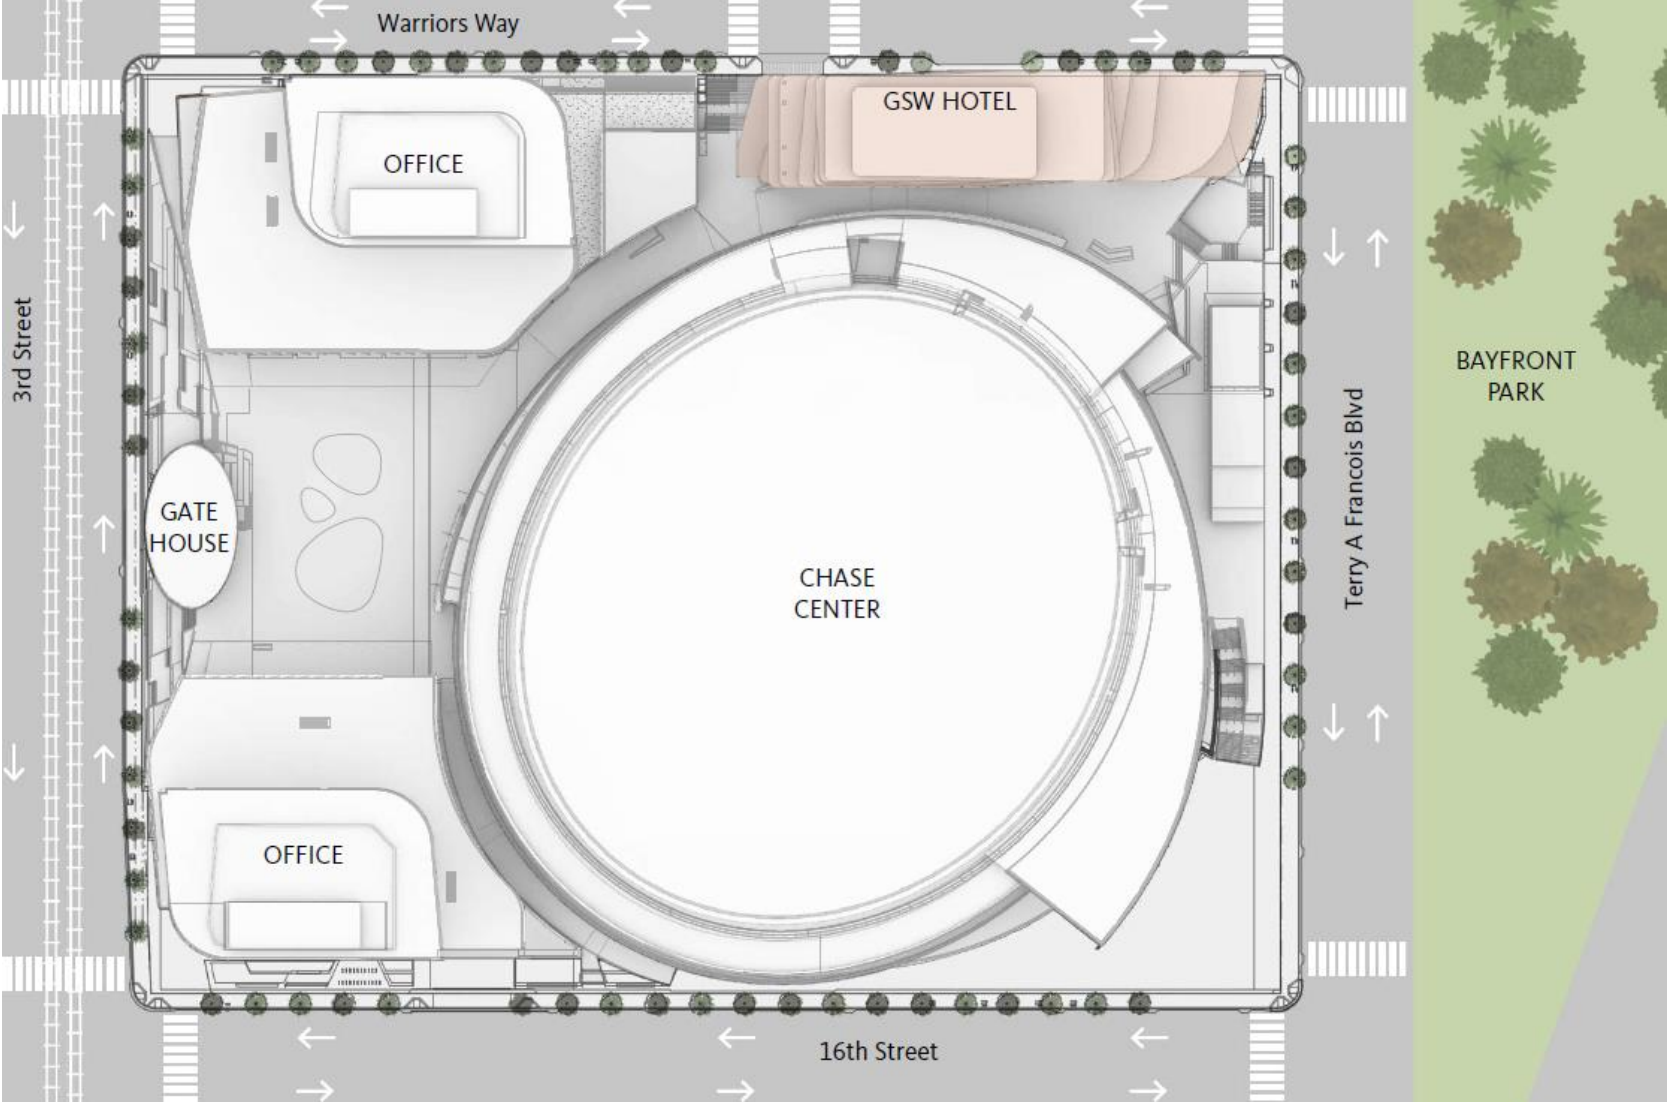 Warriors Way
GSW HOTEL
OFFICE
3rd Street
BAYFRONT
PARK
Terry A Francois Blvd
GATE
HOUSE
CHASE
CENTER
OFFICE
16th Street